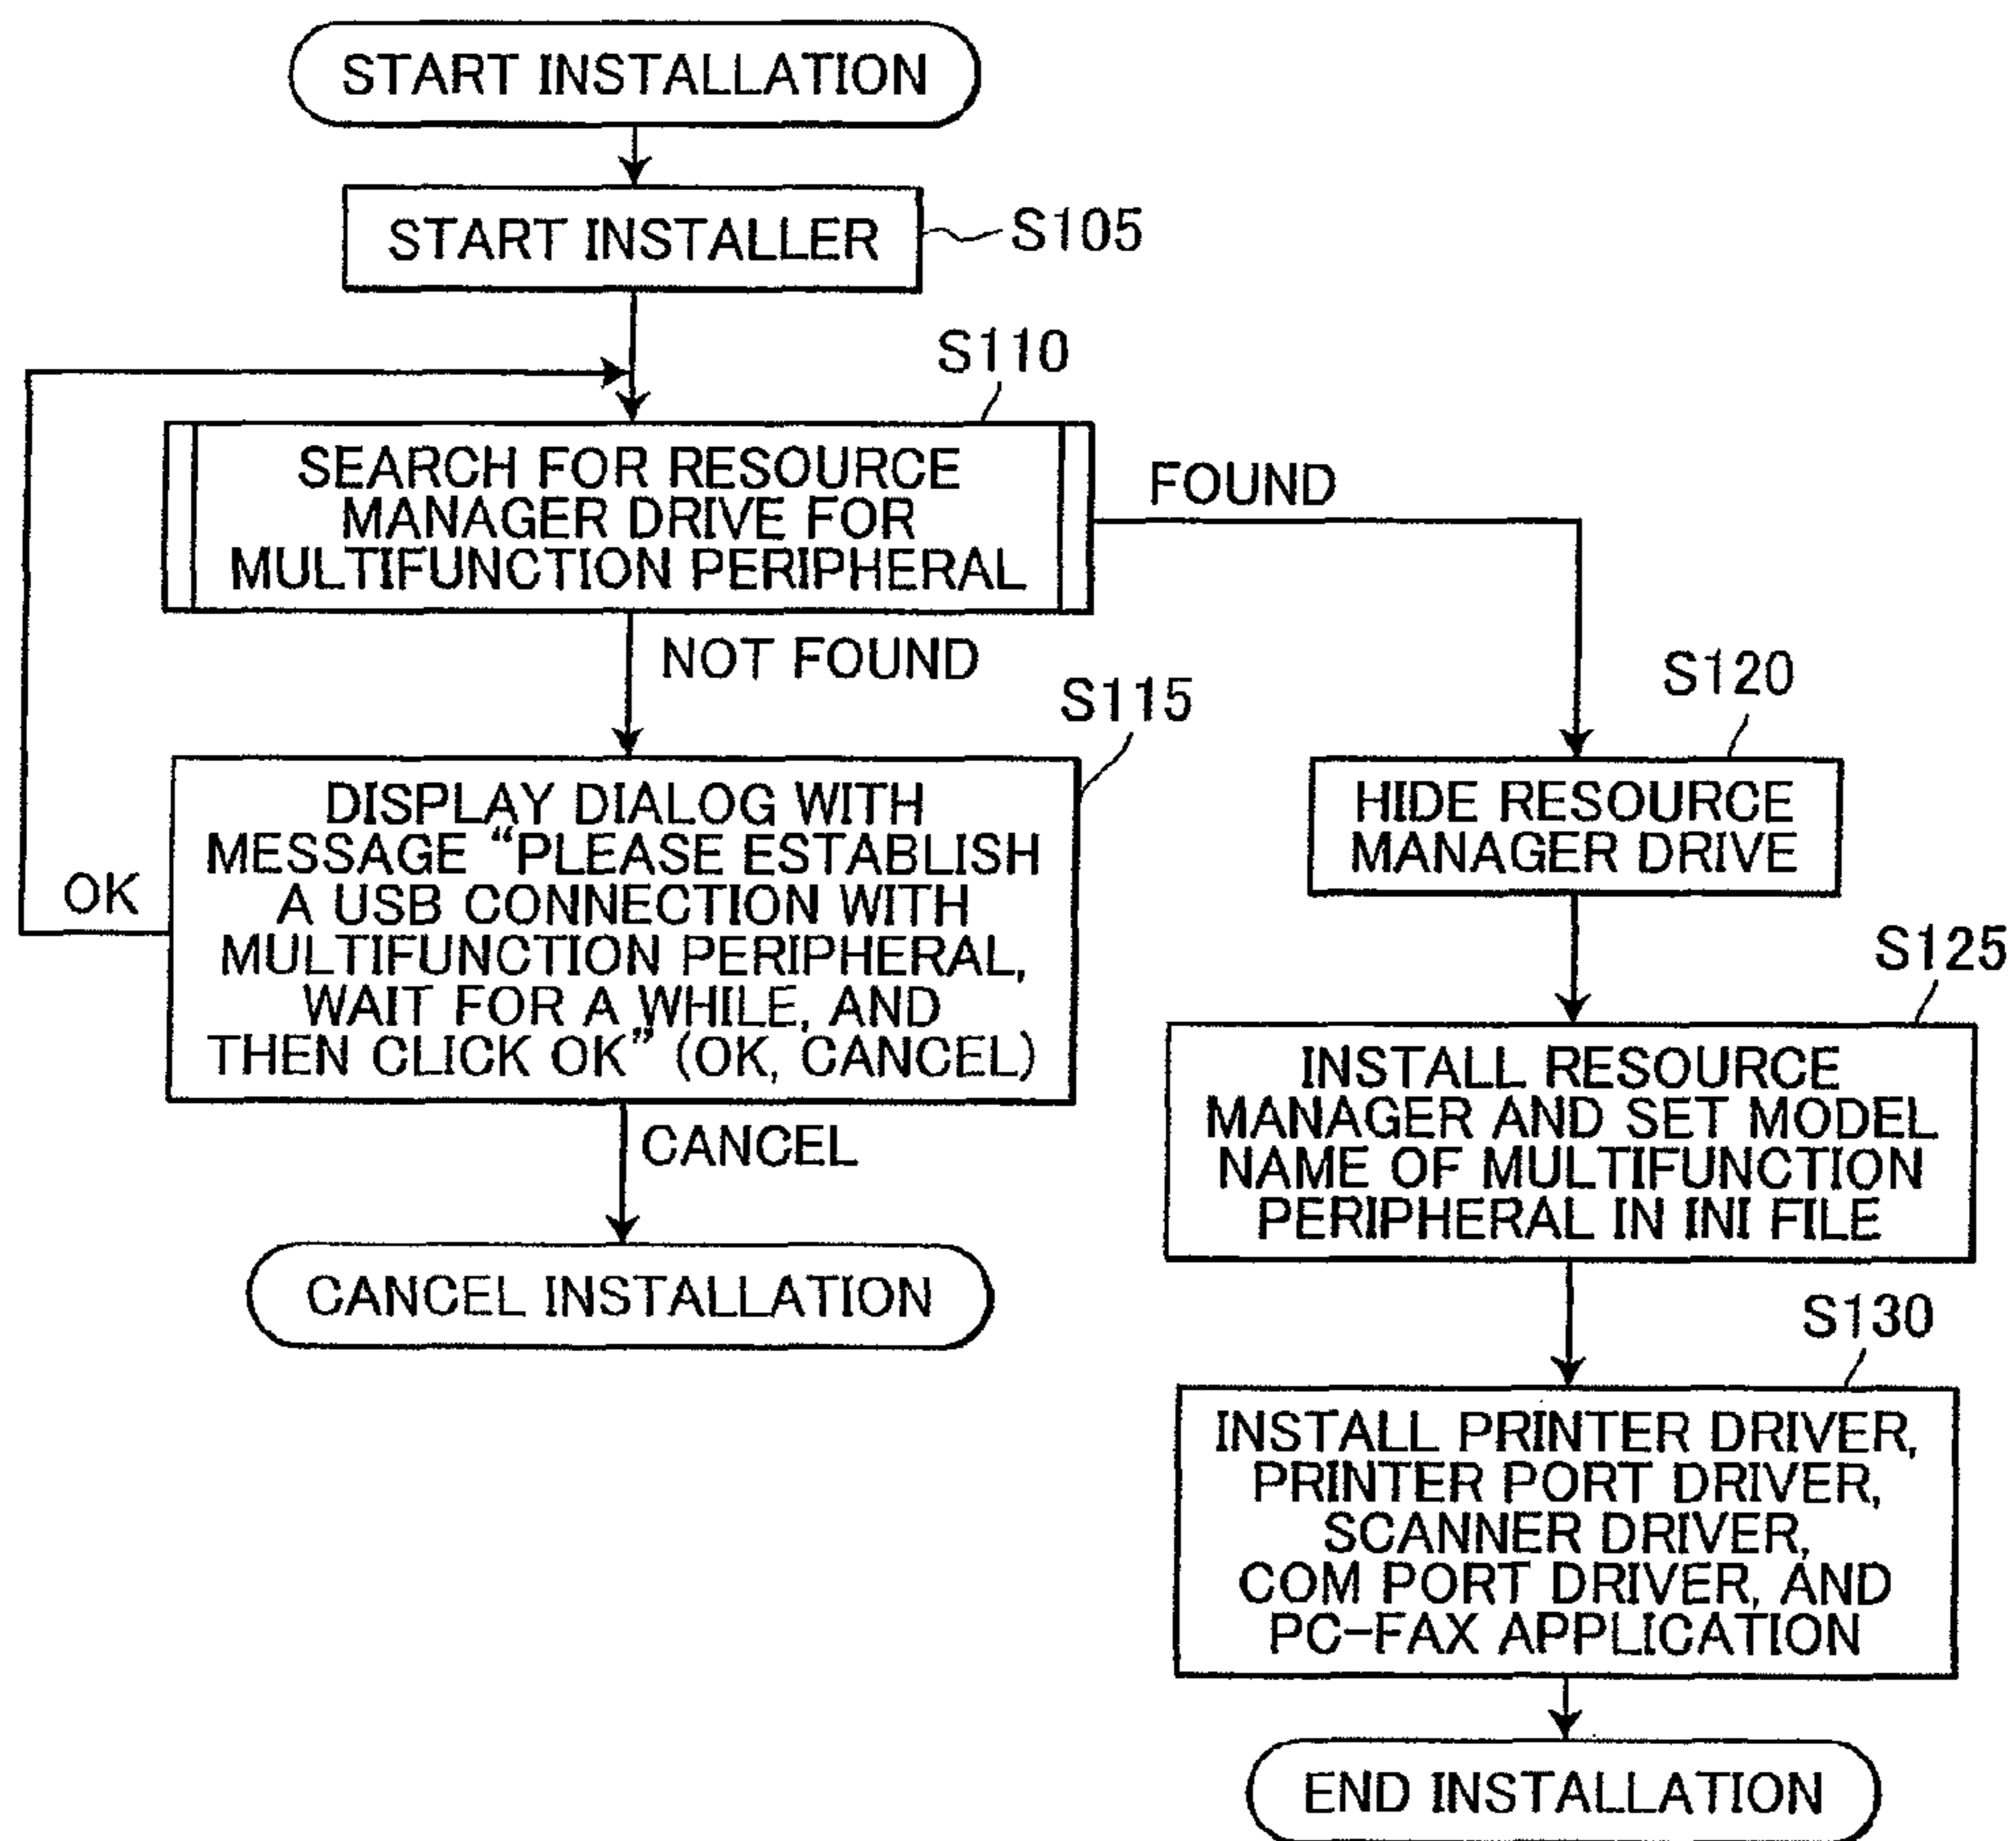 START INSTALLATION
START INSTALLER
S105
S110
SEARCH FOR RESOURCE
MANAGER DRIVE FOR
MULTIFUNCTION PERIPHERAL
FOUND
NOT FOUND
S115
DISPLAY DIALOG WITH
MESSAGE “PLEASE ESTABLISH
A USB CONNECTION WITH
MULTIFUNCTION PERIPHERAL,
WAIT FOR A WHILE, AND
THEN CLICK OK” (OK, CANCEL)
OK
CANCEL
CANCEL INSTALLATION
S120
HIDE RESOURCE
MANAGER DRIVE
S125
INSTALL RESOURCE
MANAGER AND SET MODEL
NAME OF MULTIFUNCTION
PERIPHERAL IN INI FILE
S130
INSTALL PRINTER DRIVER,
PRINTER PORT DRIVER,
SCANNER DRIVER,
COM PORT DRIVER, AND
PC-FAX APPLICATION
END INSTALLATION